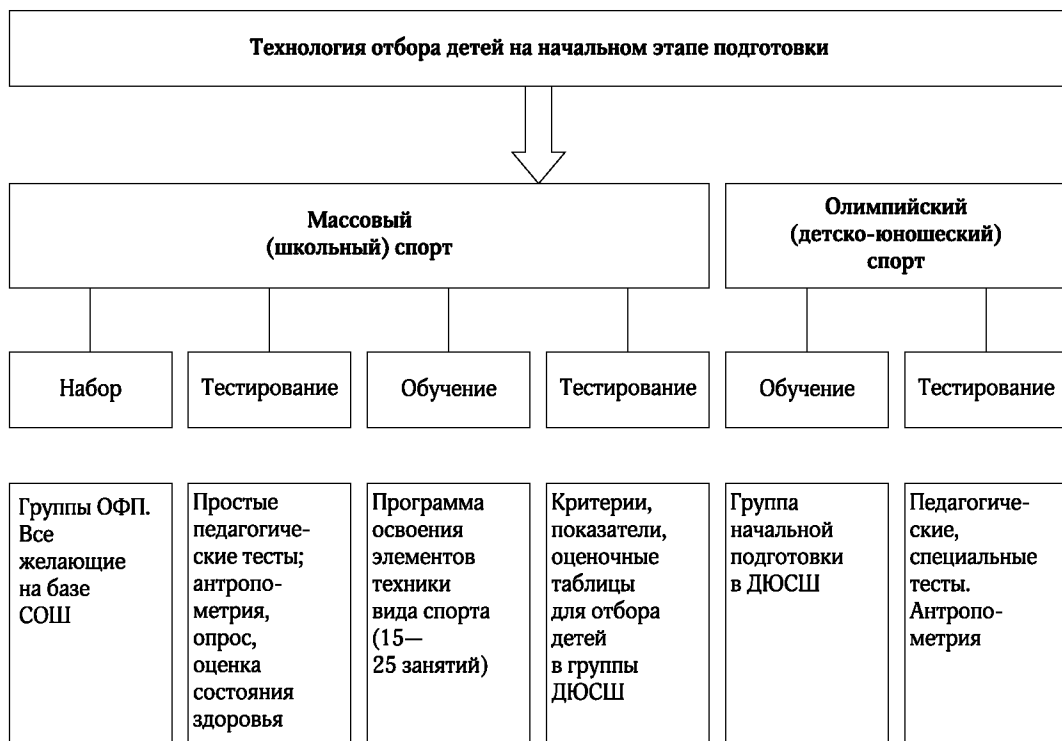 Технология отбора детей на начальном этапе подготовки
Массовый
(школьный) спорт
Олимпийский
(детско-юношеский)
спорт
Набор
Тестирование
Обучение
Тестирование
Обучение
Тестирование
Группы ОФП.
Все
желающие
на базе
СОШ
Простые
педагогиче-
ские тесты;
антропо-
метрия,
опрос,
оценка
состояния
здоровья
Программа
освоения
элементов
техники
вида спорта
(15—
25 занятий)
Критерии,
показатели,
оценочные
таблицы
для отбора
детей
в группы
ДЮСШ
Группа
начальной
подготовки
в ДЮСШ
Педагогиче-
ские,
специальные
тесты.
Антропо-
метрия